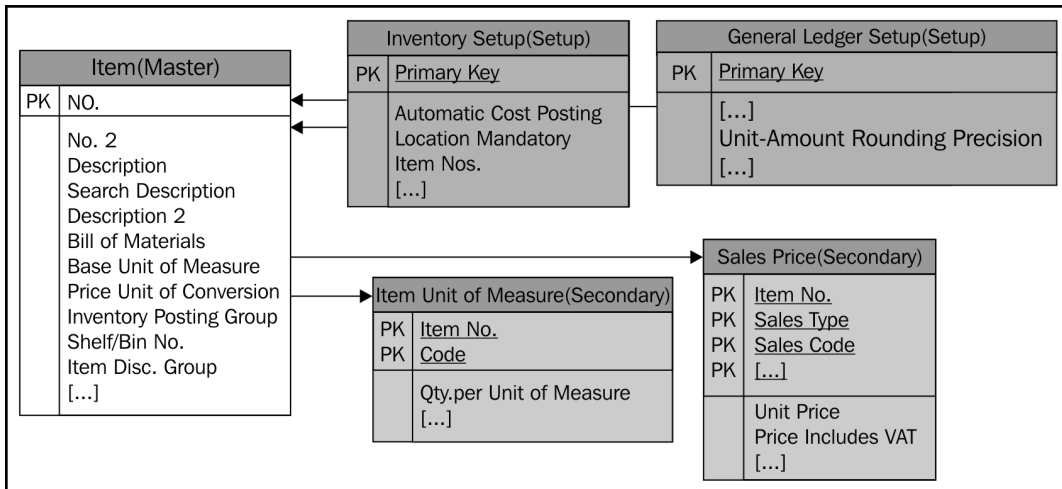 Item(Master)
PK NO.
No. 2
Description
Search Description
Description 2
Bill of Materials
Base Unit of Measure
Price Unit of Conversion
Inventory Posting Group
Shelf/Bin No.
Item Disc. Group
[...]
Inventory Setup(Setup)
PK Primary Key
Automatic Cost Posting
Location Mandatory
Item Nos.
[...]
General Ledger Setup(Setup)
PK Primary Key
[...]
Unit-Amount Rounding Precision
[...]
Item Unit of Measure(Secondary)
PK Item No.
PK Code
Qty.per Unit of Measure
[...]
Sales Price(Secondary)
PK Item No.
PK Sales Type
PK Sales Code
PK [...]
Unit Price
Price Includes VAT
[...]